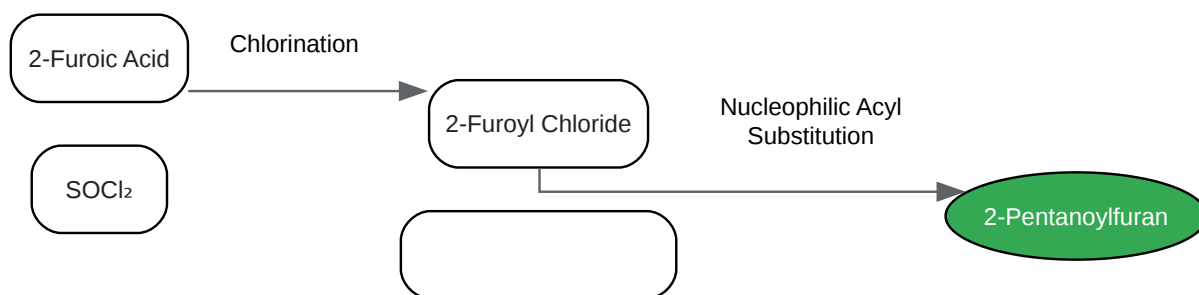 2-Furoic Acid
Chlorination
SOCl₂
2-Furoyl Chloride
Nucleophilic Acyl
Substitution
2-Pentanoylfuran